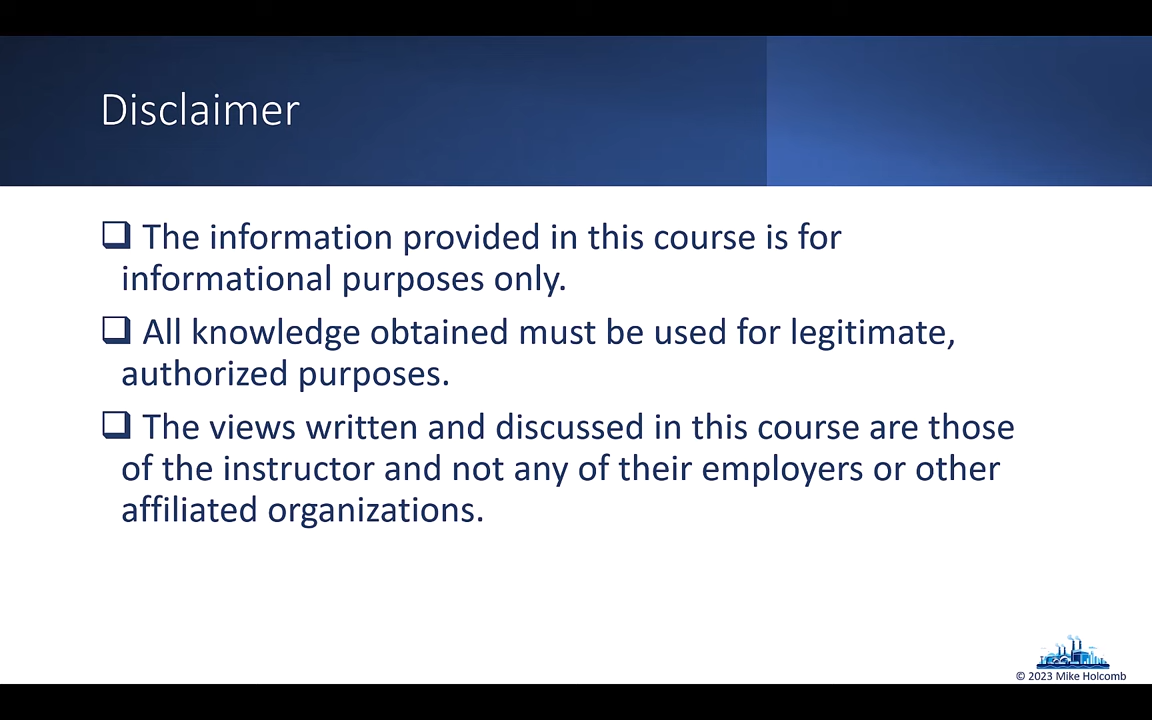 Disclaimer
❑ The information provided in this course is for
informational purposes only.
❑ All knowledge obtained must be used for legitimate,
authorized purposes.
❑ The views written and discussed in this course are those
of the instructor and not any of their employers or other
affiliated organizations.
© 2023 Mike Holcomb